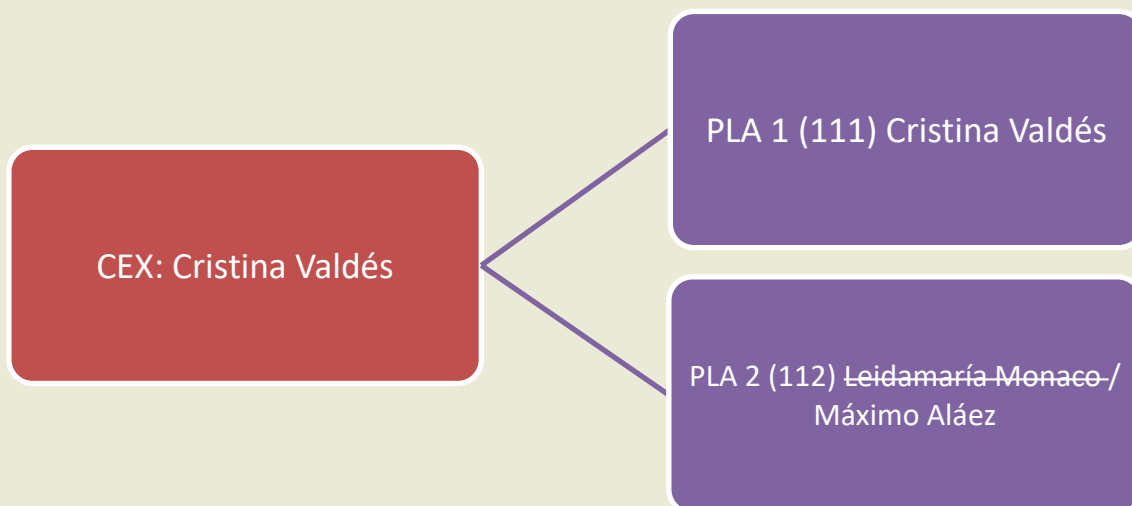 PLA 1 (111) Cristina Valdés
CEX: Cristina Valdés
PLA 2 (112) Leidamaría Monaco /
Máximo Aláez